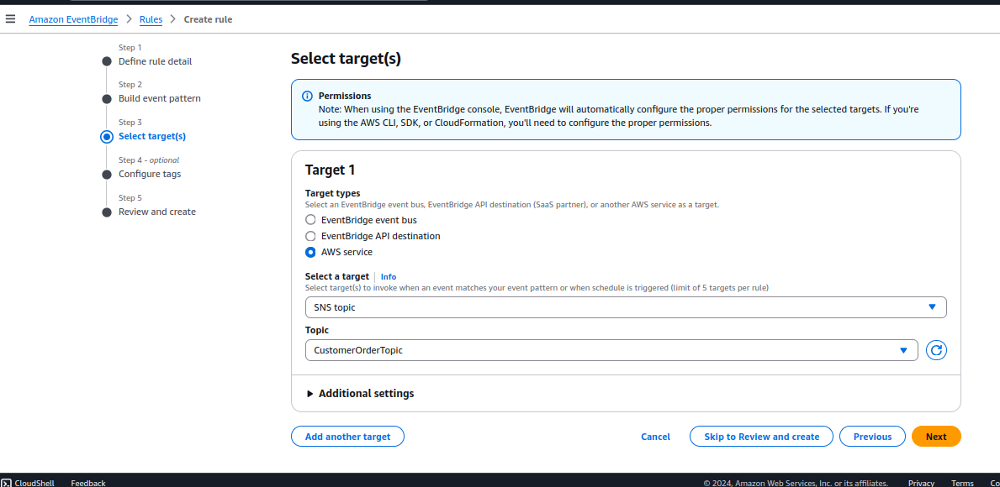 Amazon EventBridge > Rules > Create rule
Step 1
Define rule detail
Step 2
Build event pattern
Step 3
Select target(s)
Step 4 - optional
Configure tags
Step 5
Review and create
Select target(s)
Permissions
Note: When using the EventBridge console, EventBridge will automatically configure the proper permissions for the selected targets. If you're
using the AWS CLI, SDK, or CloudFormation, you'll need to configure the proper permissions.
Target 1
Target types
Select an EventBridge event bus, EventBridge API destination (SaaS partner), or another AWS service as a target.
EventBridge event bus
EventBridge API destination
AWS service
Select a target | Info
Select target(s) to invoke when an event matches your event pattern or when schedule is triggered (limit of 5 targets per rule)
SNS topic
Topic
CustomerOrderTopic
Additional settings
Add another target Cancel Skip to Review and create Previous Next
CloudShell Feedback © 2024, Amazon Web Services, Inc. or its affiliates. Privacy Terms Co